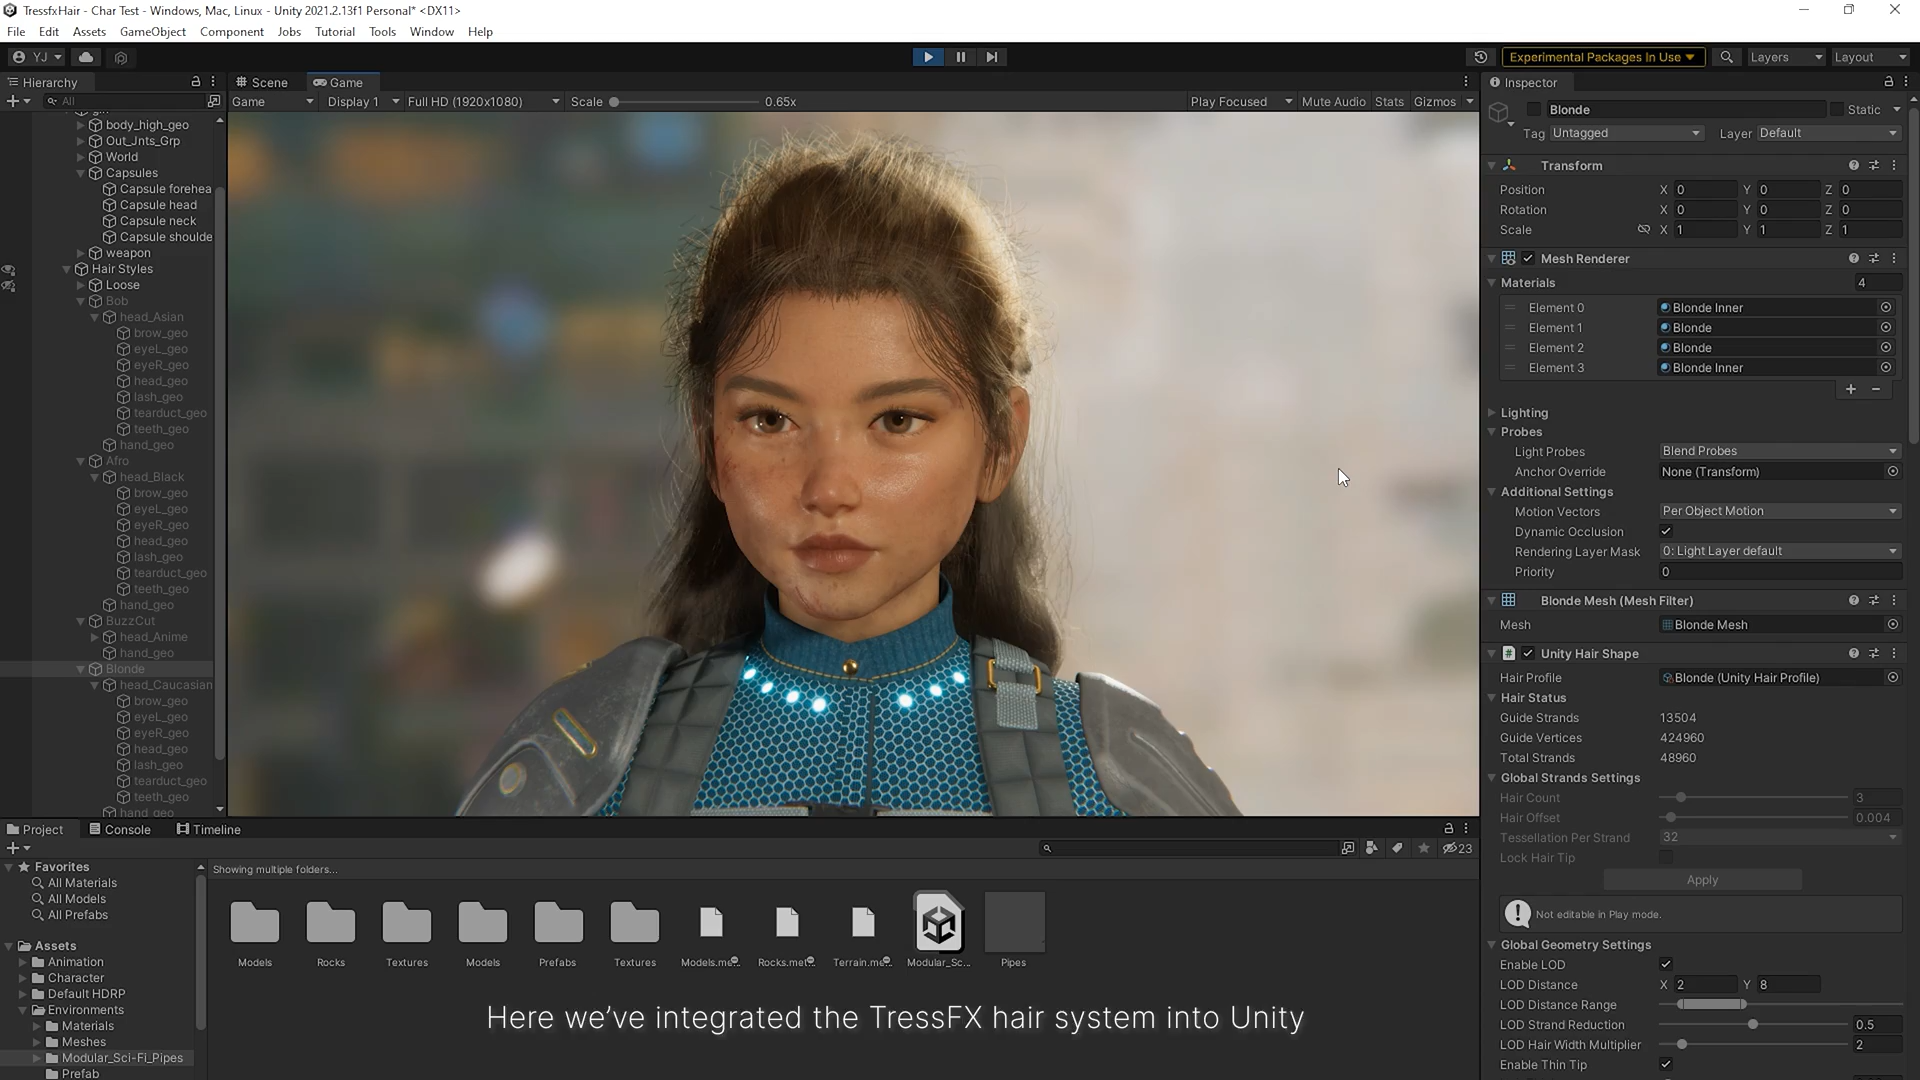 TressfxHair - Char Test - Windows, Mac, Linux - Unity 2021.2.13f1 Personal* <DX11>
File Edit Assets GameObject Component Jobs Tutorial Tools Window Help
YJ
Experimental Packages In Use
Layers
Layout
Hierarchy
All
body_high_geo
Out_Jnts_Grp
World
Capsules
Capsule forehea
Capsule head
Capsule neck
Capsule shoulde
weapon
Hair Styles
Loose
Bob
head_Asian
brow_geo
eyeL_geo
eyeR_geo
head_geo
lash_geo
tearduct_geo
teeth_geo
hand_geo
Afro
head_Black
brow_geo
eyeL_geo
eyeR_geo
head_geo
lash_geo
tearduct_geo
teeth_geo
hand_geo
BuzzCut
head_Anime
hand_geo
Blonde
head_Caucasian
brow_geo
eyeL_geo
eyeR_geo
head_geo
lash_geo
tearduct_geo
teeth_geo
hand_geo
Scene Game
Game Display 1 Full HD (1920x1080) Scale 0.65x Play Focused Mute Audio Stats Gizmos
Inspector
Blonde Static
Tag Untagged Layer Default
Transform
Position X 0 Y 0 Z 0
Rotation X 0 Y 0 Z 0
Scale X 1 Y 1 Z 1
Mesh Renderer
Materials 4
Element 0 Blonde Inner
Element 1 Blonde
Element 2 Blonde
Element 3 Blonde Inner
Lighting
Probes
Light Probes Blend Probes
Anchor Override None (Transform)
Additional Settings
Motion Vectors Per Object Motion
Dynamic Occlusion
Rendering Layer Mask 0: Light Layer default
Priority 0
Blonde Mesh (Mesh Filter)
Mesh Blonde Mesh
Unity Hair Shape
Hair Profile Blonde (Unity Hair Profile)
Hair Status
Guide Strands 13504
Guide Vertices 424960
Total Strands 48960
Global Strands Settings
Hair Count 3
Hair Offset 0.004
Tessellation Per Strand 32
Lock Hair Tip
Apply
Not editable in Play mode.
Global Geometry Settings
Enable LOD
LOD Distance X 2 Y 8
LOD Distance Range
LOD Strand Reduction 0.5
LOD Hair Width Multiplier 2
Enable Thin Tip
Project Console Timeline
23
Favorites
All Materials
All Models
All Prefabs
Assets
Animation
Character
Default HDRP
Environments
Materials
Meshes
Modular_Sci-Fi_Pipes
Prefab
Showing multiple folders...
Models Rocks Textures Models Prefabs Textures Models.me... Rocks.met... Terrain.me... Modular_Sc... Pipes
Here we've integrated the TressFX hair system into Unity